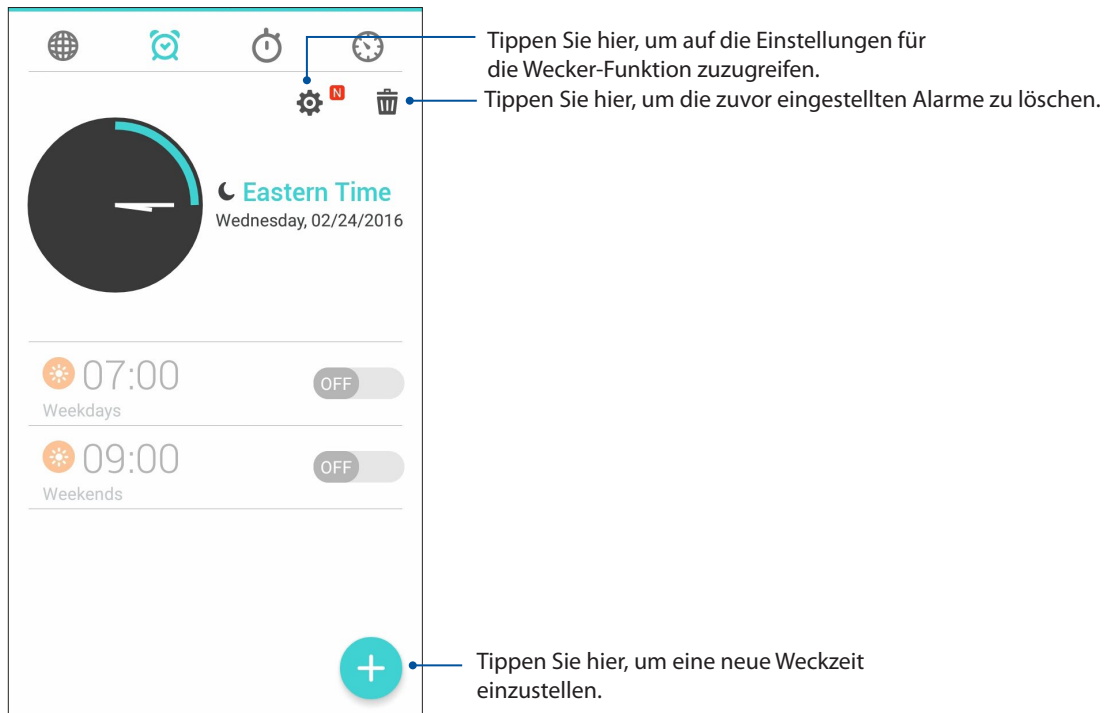 Tippen Sie hier, um auf die Einstellungen für
die Wecker-Funktion zuzugreifen.
N
Tippen Sie hier, um die zuvor eingestellten Alarme zu löschen.
Eastern Time
Wednesday, 02/24/2016
07:00
OFF
Weekdays
09:00
OFF
Weekends
Tippen Sie hier, um eine neue Weckzeit
einzustellen.